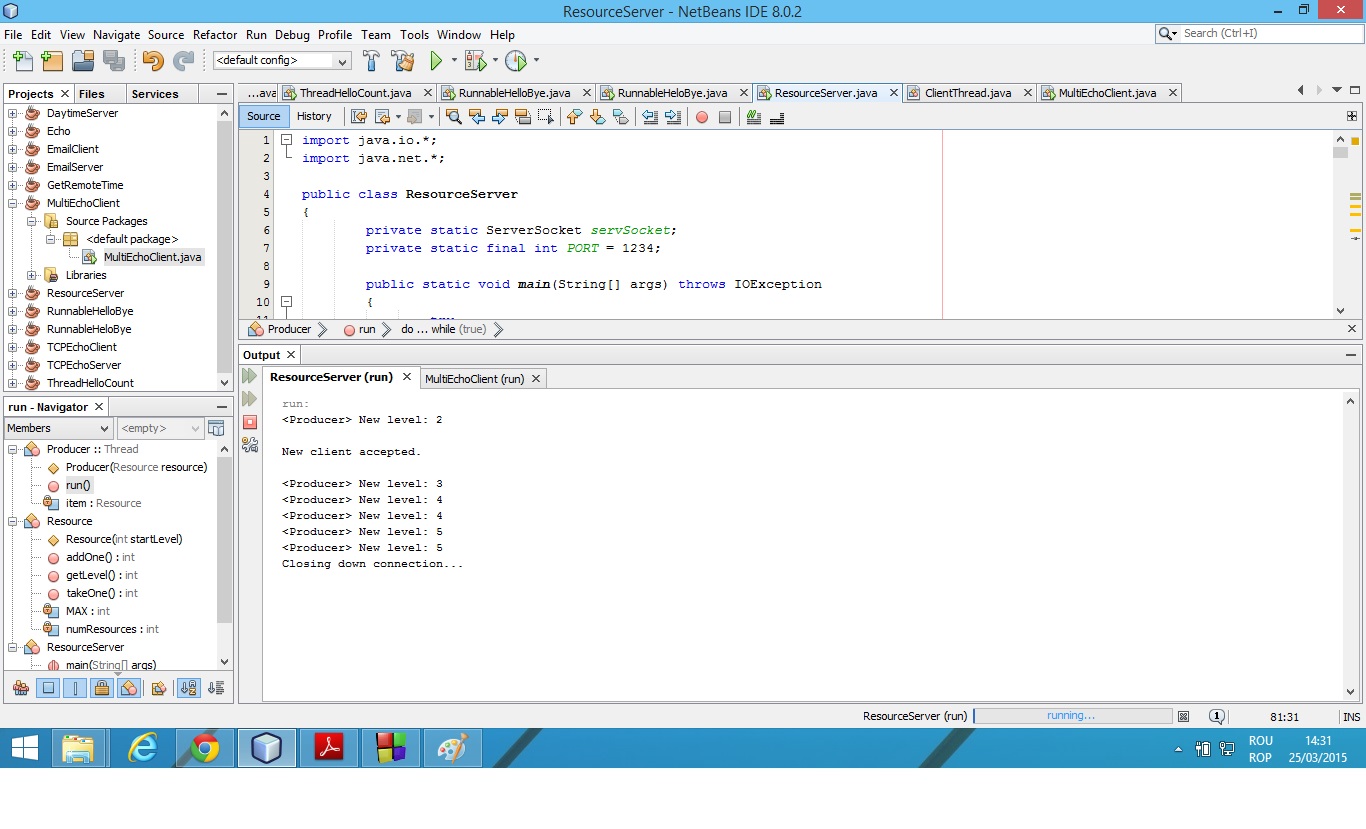 ResourceServer - NetBeans IDE 8.0.2
File Edit View Navigate Source Refactor Run Debug Profile Team Tools Window Help
Search (Ctrl+I)
<default config>
Projects Files Services
DaytimeServer
Echo
EmailClient
EmailServer
GetRemoteTime
MultiEchoClient
Source Packages
<default package>
MultiEchoClient.java
Libraries
ResourceServer
RunnableHelloBye
RunnableHeloBye
TCPEchoClient
TCPEchoServer
ThreadHelloCount
run - Navigator
Members <empty>
Producer :: Thread
Producer(Resource resource)
run()
item : Resource
Resource
Resource(int startLevel)
addOne() : int
getLevel() : int
takeOne() : int
MAX : int
numResources : int
ResourceServer
main(String[] args)
...ava ThreadHelloCount.java RunnableHelloBye.java RunnableHeloBye.java ResourceServer.java ClientThread.java MultiEchoClient.java
Source History
1 import java.io.*;
2 import java.net.*;
3
4 public class ResourceServer
5 {
6 private static ServerSocket servSocket;
7 private static final int PORT = 1234;
8
9 public static void main(String[] args) throws IOException
10 {
11 try
Producer run do ... while (true)
Output
ResourceServer (run) MultiEchoClient (run)
run:
<Producer> New level: 2
New client accepted.
<Producer> New level: 3
<Producer> New level: 4
<Producer> New level: 4
<Producer> New level: 5
<Producer> New level: 5
Closing down connection...
ResourceServer (run) running... 1 81:31 INS
ROU 14:31
ROP 25/03/2015